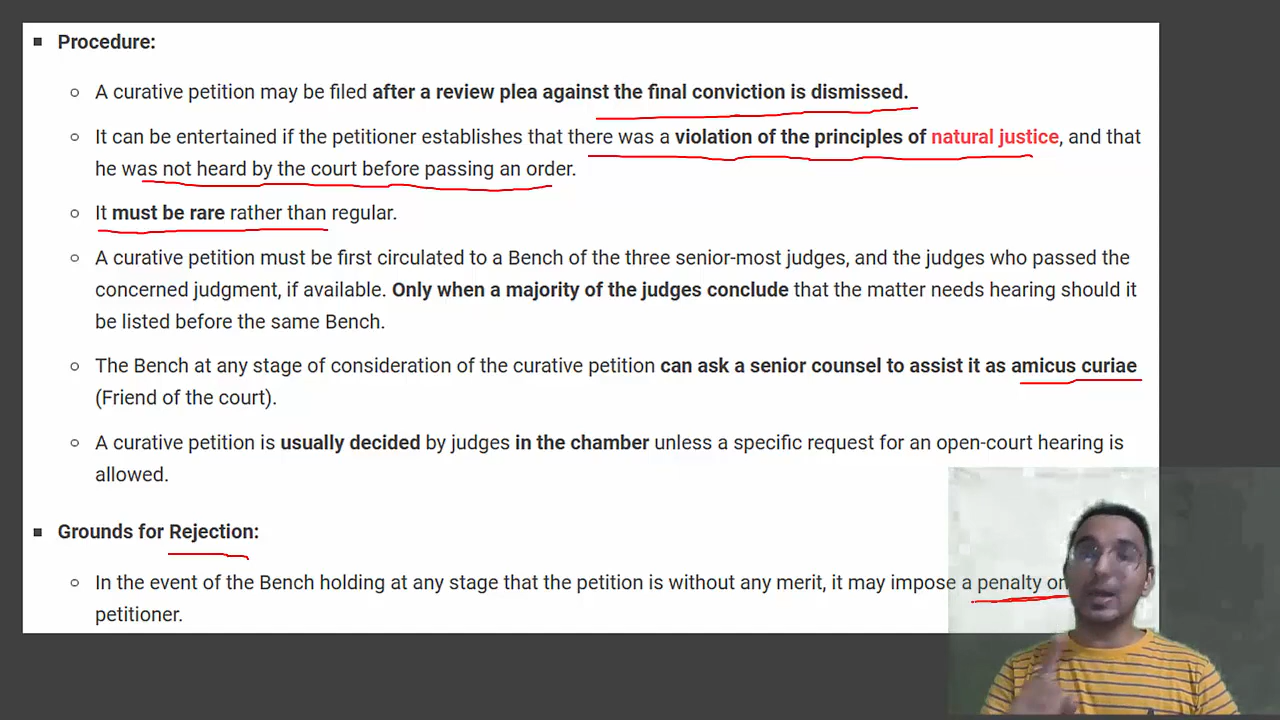 Procedure:
A curative petition may be filed after a review plea against the final conviction is dismissed.
It can be entertained if the petitioner establishes that there was a violation of the principles of natural justice, and that
he was not heard by the court before passing an order.
It must be rare rather than regular.
A curative petition must be first circulated to a Bench of the three senior-most judges, and the judges who passed the
concerned judgment, if available. Only when a majority of the judges conclude that the matter needs hearing should it
be listed before the same Bench.
The Bench at any stage of consideration of the curative petition can ask a senior counsel to assist it as amicus curiae
(Friend of the court).
A curative petition is usually decided by judges in the chamber unless a specific request for an open-court hearing is
allowed.
Grounds for Rejection:
In the event of the Bench holding at any stage that the petition is without any merit, it may impose a penalty
petitioner.